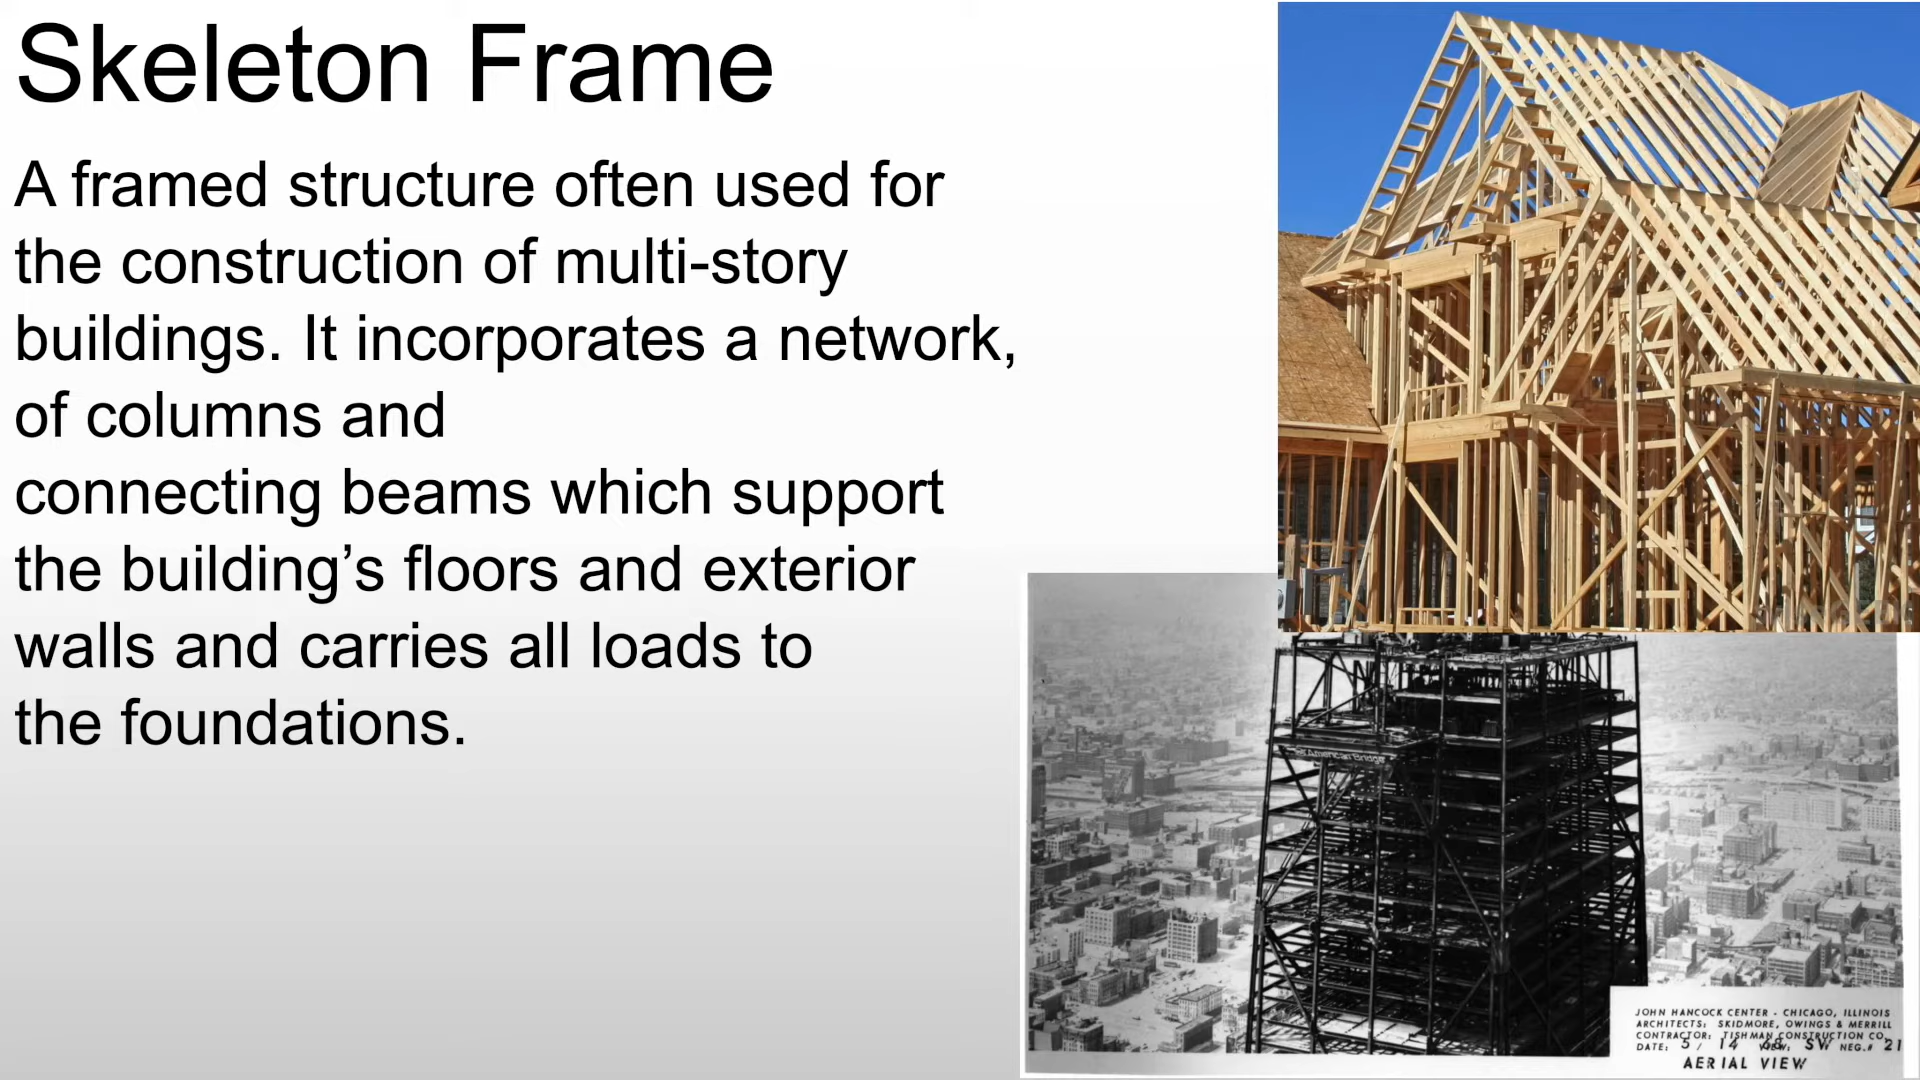 Skeleton Frame
A framed structure often used for
the construction of multi-story
buildings. It incorporates a network,
of columns and
connecting beams which support
the building’s floors and exterior
walls and carries all loads to
the foundations.
American Bridge
JOHN HANCOCK CENTER - CHICAGO, ILLINOIS
ARCHITECTS: SKIDMORE, OWINGS & MERRILL
CONTRACTOR: TISHMAN CONSTRUCTION CO.
DATE: 5 / 14 68 VIEW: SW NEG.# 21
AERIAL VIEW